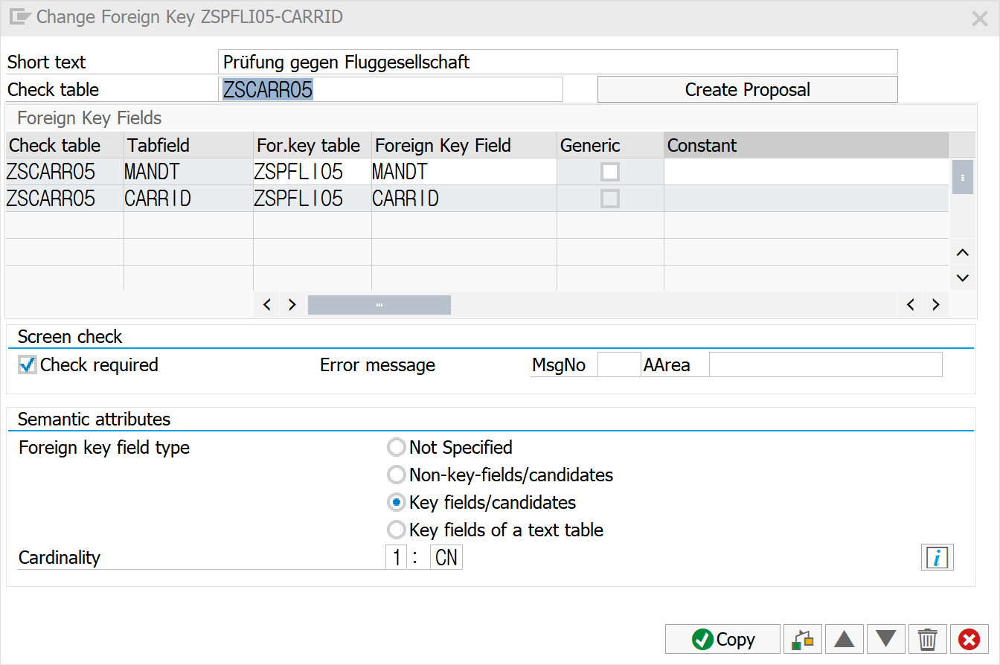 Change Foreign Key ZSPFLI05-CARRID
Short text Prüfung gegen Fluggesellschaft
Check table ZSCARR05 Create Proposal
Foreign Key Fields
Check table Tabfield For.key table Foreign Key Field Generic Constant
ZSCARR05 MANDT ZSPFLI05 MANDT
ZSCARR05 CARRID ZSPFLI05 CARRID
Screen check
Check required Error message MsgNo AArea
Semantic attributes
Foreign key field type Not Specified
Non-key-fields/candidates
Key fields/candidates
Key fields of a text table
Cardinality 1 : CN
Copy